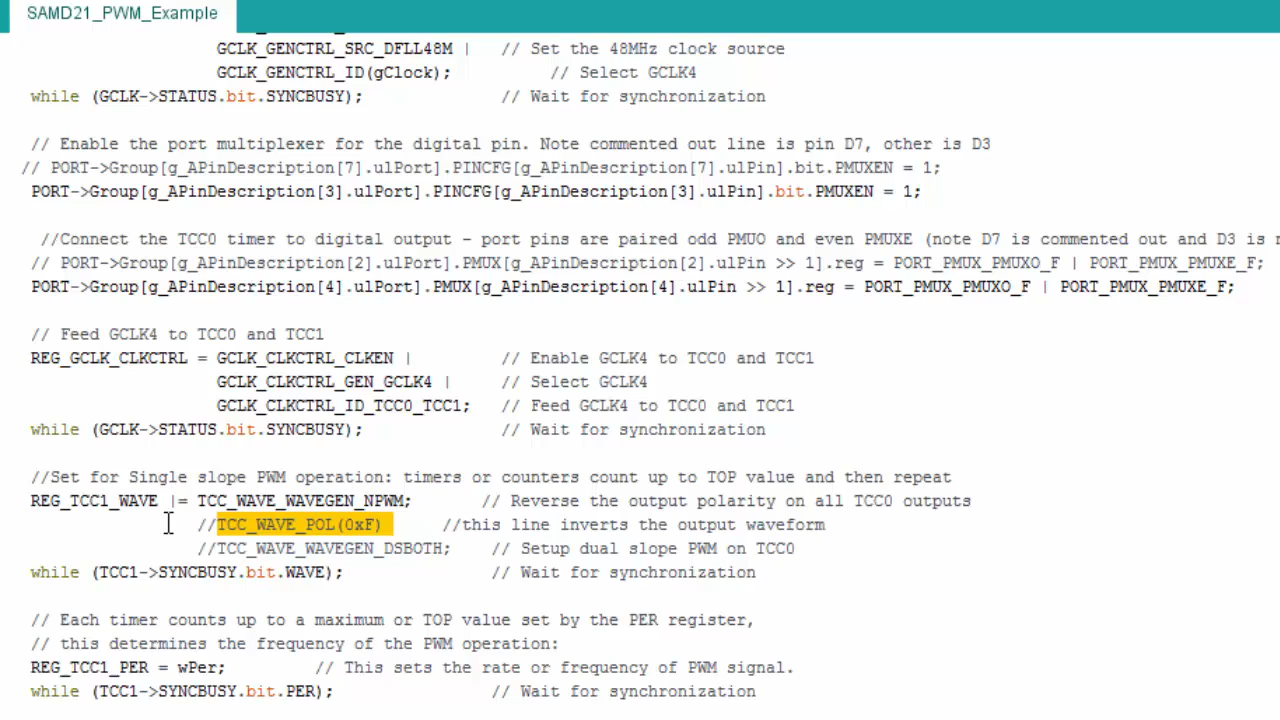 SAMD21_PWM_Example
GCLK_GENCTRL_SRC_DFLL48M | // Set the 48MHz clock source
GCLK_GENCTRL_ID(gClock); // Select GCLK4
while (GCLK->STATUS.bit.SYNCBUSY); // Wait for synchronization
// Enable the port multiplexer for the digital pin. Note commented out line is pin D7, other is D3
// PORT->Group[g_APinDescription[7].ulPort].PINCFG[g_APinDescription[7].ulPin].bit.PMUXEN = 1;
PORT->Group[g_APinDescription[3].ulPort].PINCFG[g_APinDescription[3].ulPin].bit.PMUXEN = 1;
//Connect the TCC0 timer to digital output - port pins are paired odd PMUO and even PMUXE (note D7 is commented out and D3 is
// PORT->Group[g_APinDescription[2].ulPort].PMUX[g_APinDescription[2].ulPin >> 1].reg = PORT_PMUX_PMUXO_F | PORT_PMUX_PMUXE_F;
PORT->Group[g_APinDescription[4].ulPort].PMUX[g_APinDescription[4].ulPin >> 1].reg = PORT_PMUX_PMUXO_F | PORT_PMUX_PMUXE_F;
// Feed GCLK4 to TCC0 and TCC1
REG_GCLK_CLKCTRL = GCLK_CLKCTRL_CLKEN | // Enable GCLK4 to TCC0 and TCC1
GCLK_CLKCTRL_GEN_GCLK4 | // Select GCLK4
GCLK_CLKCTRL_ID_TCC0_TCC1; // Feed GCLK4 to TCC0 and TCC1
while (GCLK->STATUS.bit.SYNCBUSY); // Wait for synchronization
//Set for Single slope PWM operation: timers or counters count up to TOP value and then repeat
REG_TCC1_WAVE |= TCC_WAVE_WAVEGEN_NPWM; // Reverse the output polarity on all TCC0 outputs
//TCC_WAVE_POL(0xF) //this line inverts the output waveform
//TCC_WAVE_WAVEGEN_DSBOTH; // Setup dual slope PWM on TCC0
while (TCC1->SYNCBUSY.bit.WAVE); // Wait for synchronization
// Each timer counts up to a maximum or TOP value set by the PER register,
// this determines the frequency of the PWM operation:
REG_TCC1_PER = wPer; // This sets the rate or frequency of PWM signal.
while (TCC1->SYNCBUSY.bit.PER); // Wait for synchronization